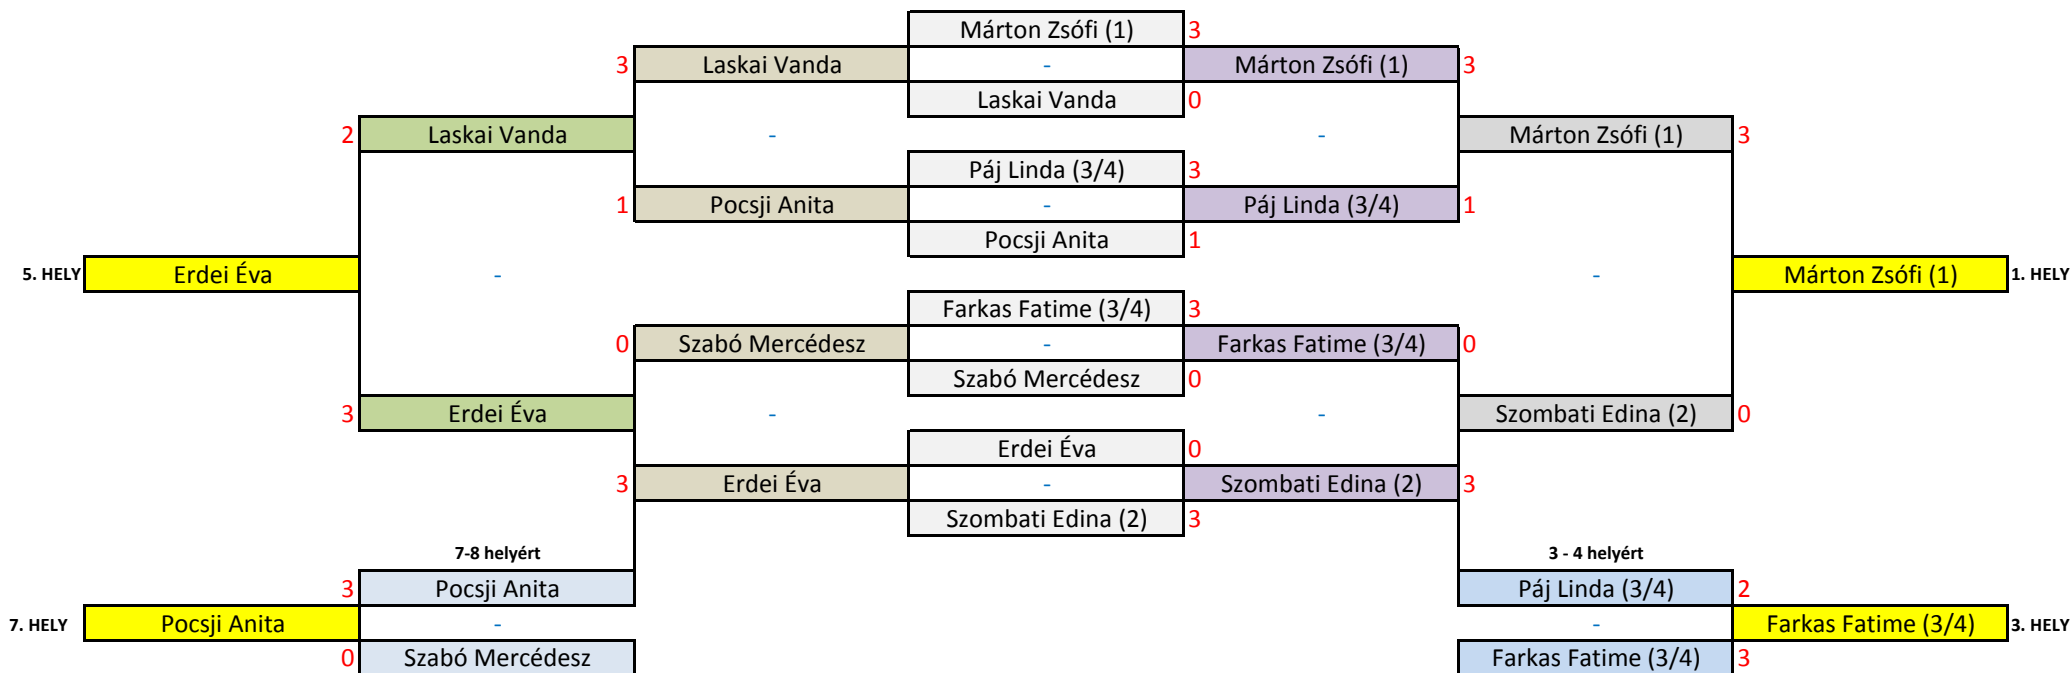 Márton Zsófi (1) 3
3 Laskai Vanda - Márton Zsófi (1) 3
Laskai Vanda 0
2 Laskai Vanda - - Márton Zsófi (1) 3
Páj Linda (3/4) 3
1 Pocsji Anita - Páj Linda (3/4) 1
Pocsji Anita 1
5. HELY Erdei Éva - - Márton Zsófi (1) 1. HELY
Farkas Fatime (3/4) 3
0 Szabó Mercédesz - Farkas Fatime (3/4) 0
Szabó Mercédesz 0
3 Erdei Éva - - Szombati Edina (2) 0
Erdei Éva 0
3 Erdei Éva - Szombati Edina (2) 3
Szombati Edina (2) 3
7-8 helyért 3 - 4 helyért
3 Pocsji Anita Páj Linda (3/4) 2
7. HELY Pocsji Anita - - Farkas Fatime (3/4) 3. HELY
0 Szabó Mercédesz Farkas Fatime (3/4) 3